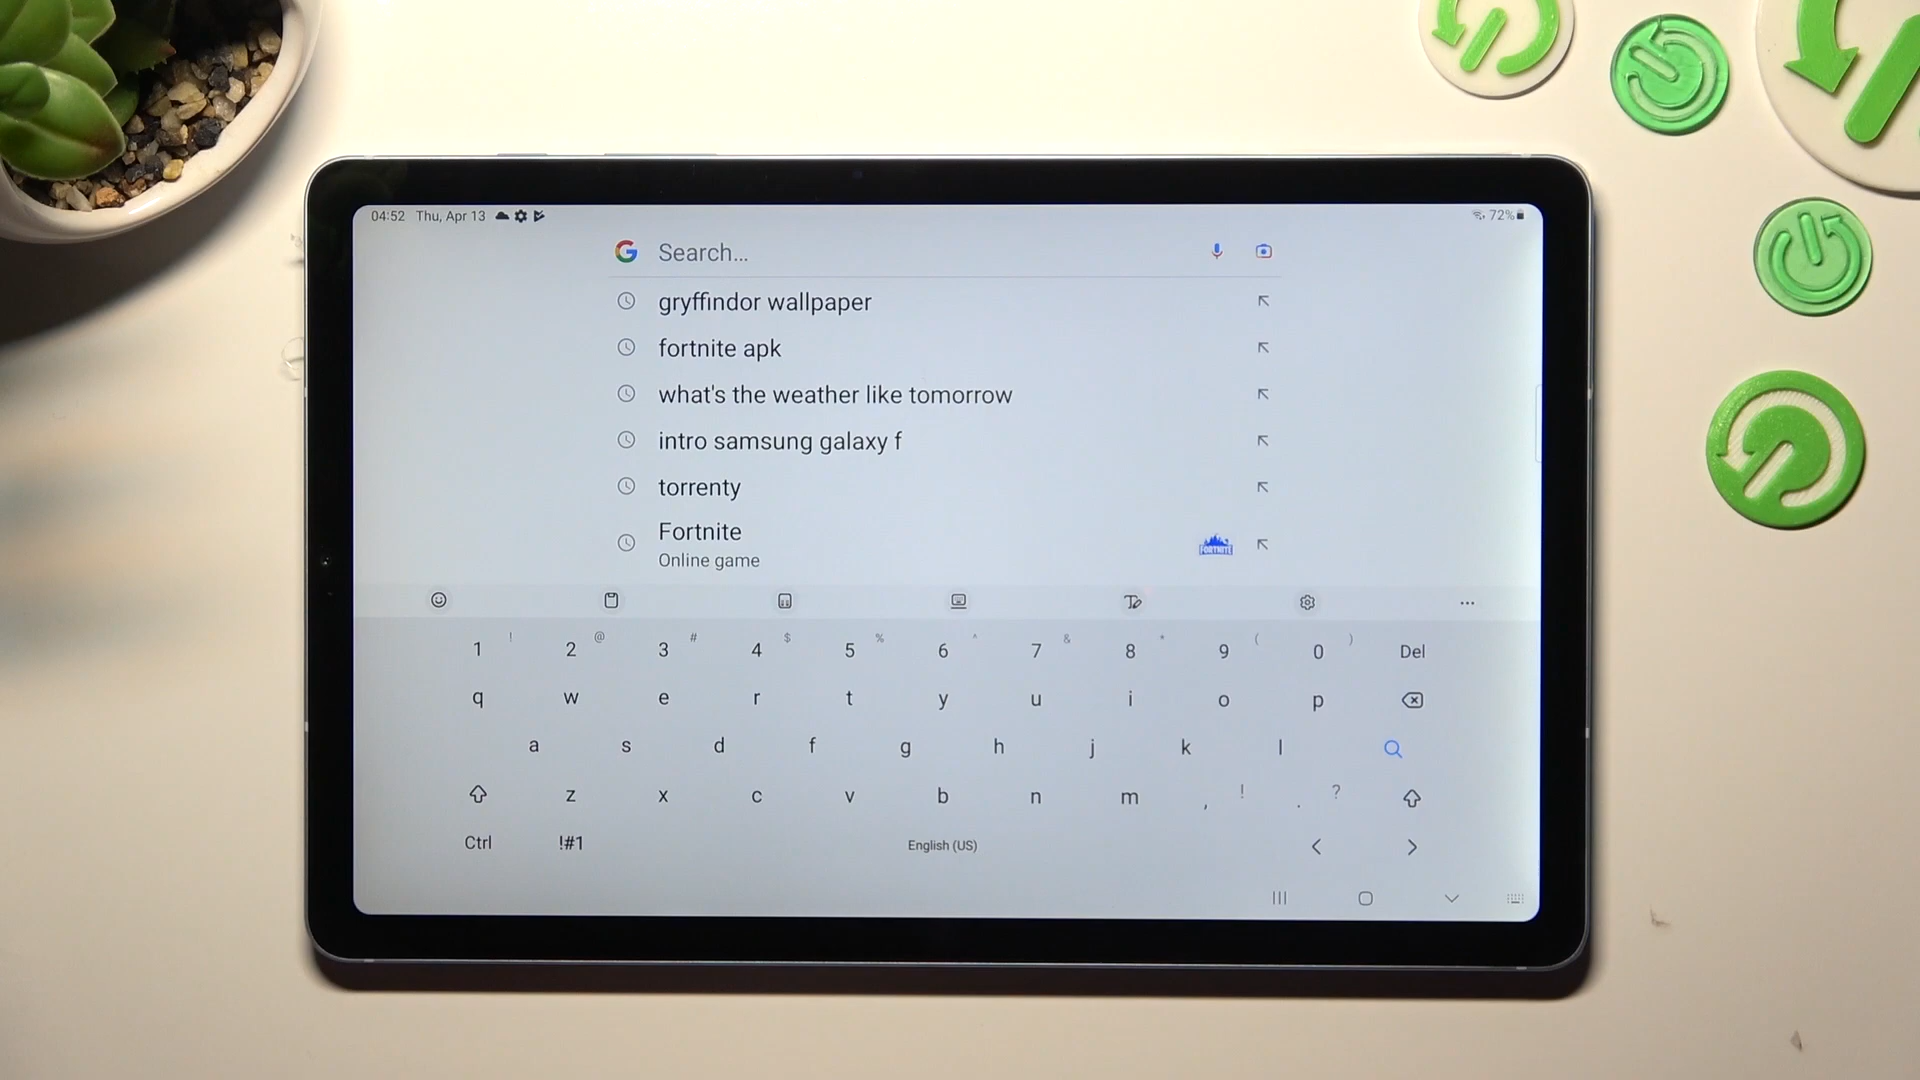 04:52 Thu, Apr 13
72%
Search...
gryffindor wallpaper
fortnite apk
what's the weather like tomorrow
intro samsung galaxy f
torrenty
Fortnite
Online game
FORTNITE
1 ! 2 @ 3 # 4 $ 5 % 6 ^ 7 & 8 * 9 ( 0 ) Del
q w e r t y u i o p
a s d f g h j k l
z x c v b n m , ! . ?
Ctrl !#1 English (US) < >